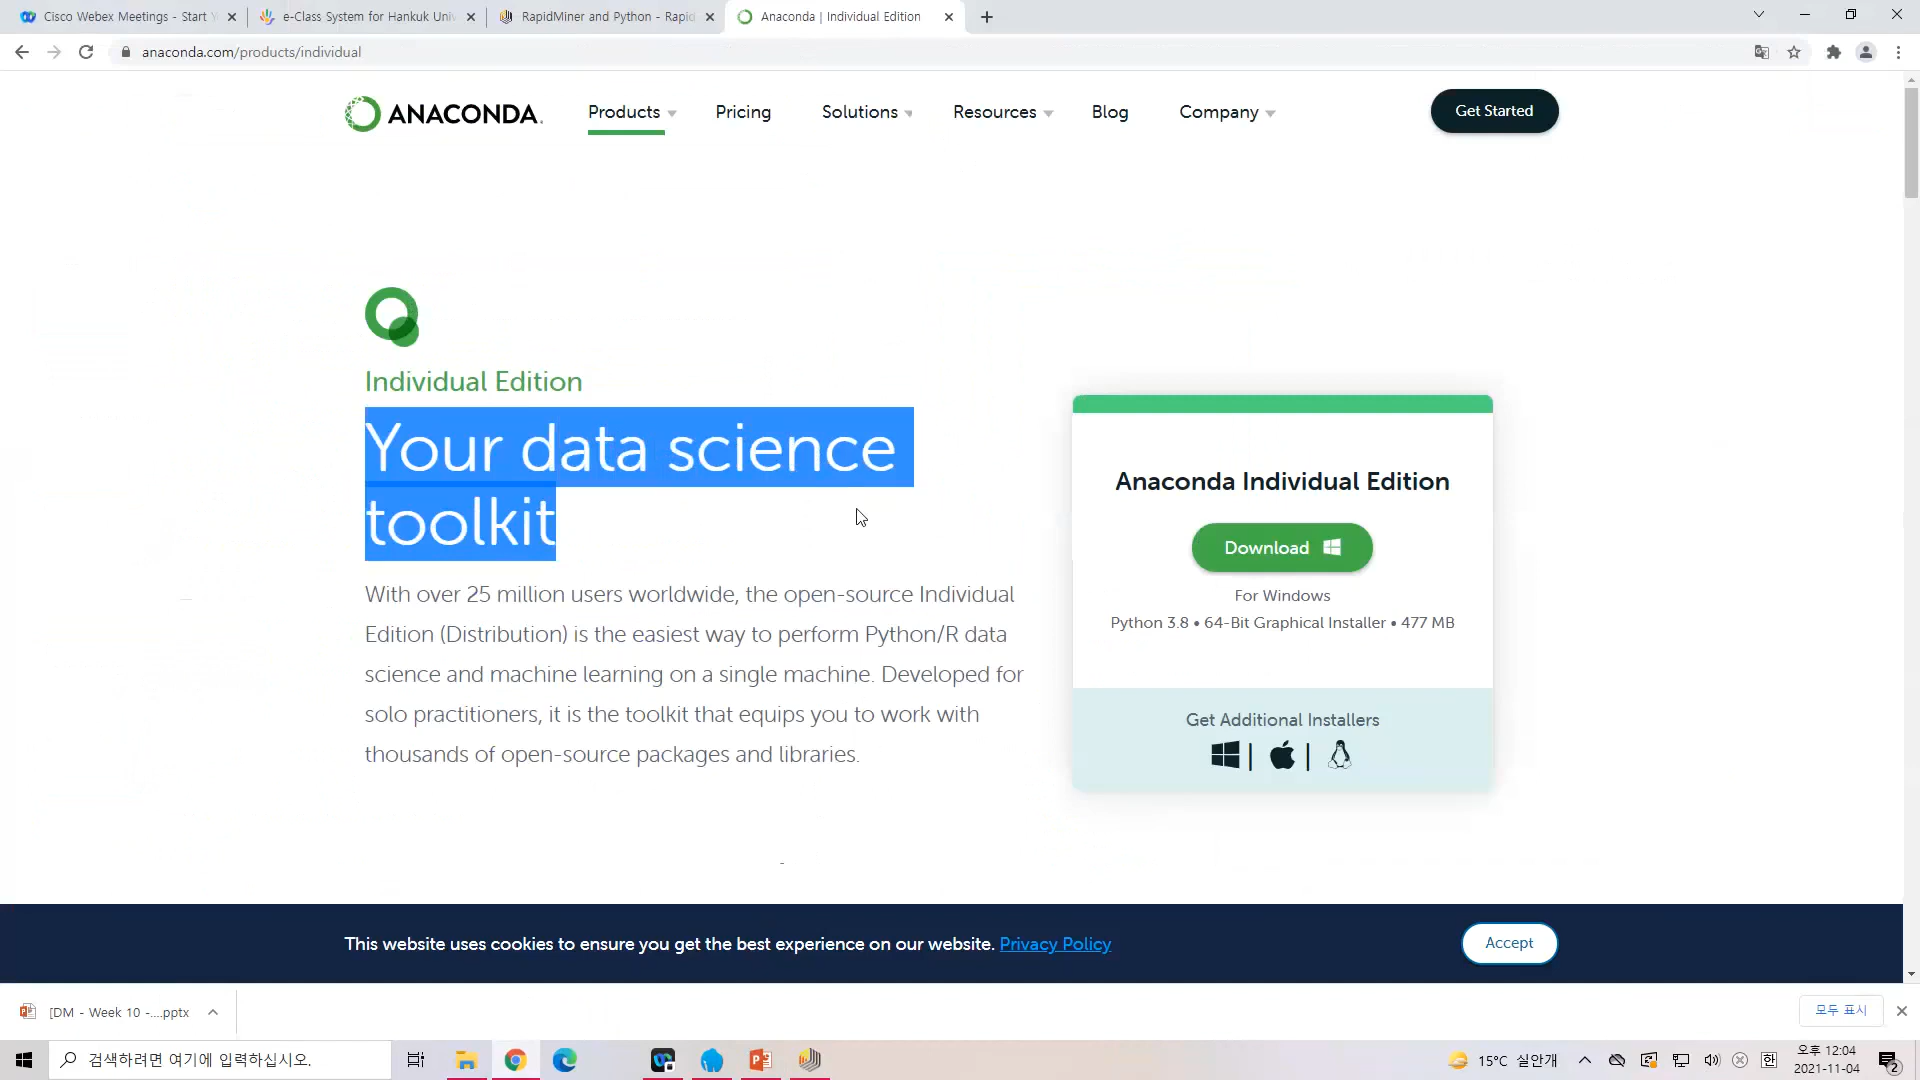 Cisco Webex Meetings - Start Y
e-Class System for Hankuk Univ
RapidMiner and Python - Rapid
Anaconda | Individual Edition
anaconda.com/products/individual
ANACONDA.
Products
Pricing
Solutions
Resources
Blog
Company
Get Started
Individual Edition
Your data science
toolkit
With over 25 million users worldwide, the open-source Individual
Edition (Distribution) is the easiest way to perform Python/R data
science and machine learning on a single machine. Developed for
solo practitioners, it is the toolkit that equips you to work with
thousands of open-source packages and libraries.
Anaconda Individual Edition
Download
For Windows
Python 3.8 • 64-Bit Graphical Installer • 477 MB
Get Additional Installers
This website uses cookies to ensure you get the best experience on our website. Privacy Policy
Accept
[DM - Week 10 -....pptx
모두 표시
검색하려면 여기에 입력하십시오.
15°C 실안개
한
오후 12:04
2021-11-04
2